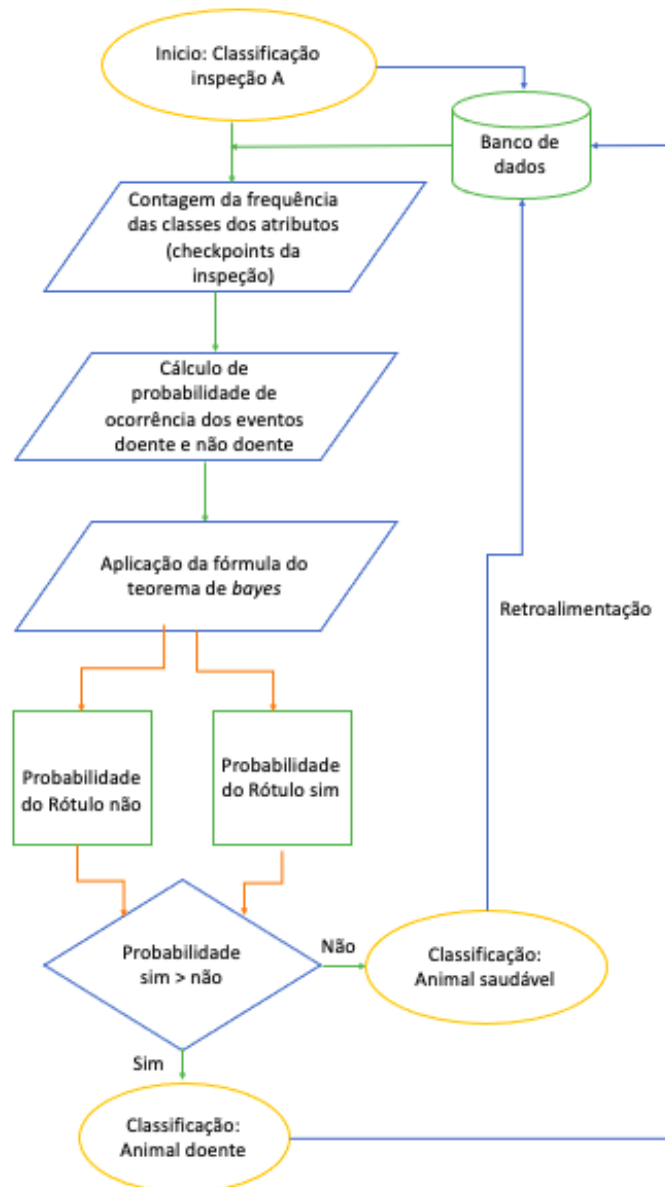 Inicio: Classificação
inspeção A
Banco de
dados
Contagem da frequência
das classes dos atributos
(checkpoints da
inspeção)
Cálculo de
probabilidade de
ocorrência dos eventos
doente e não doente
Aplicação da fórmula do
teorema de bayes
Retroalimentação
Probabilidade
do Rótulo não
Probabilidade
do Rótulo sim
Probabilidade
sim > não
Não
Classificação:
Animal saudável
Sim
Classificação:
Animal doente